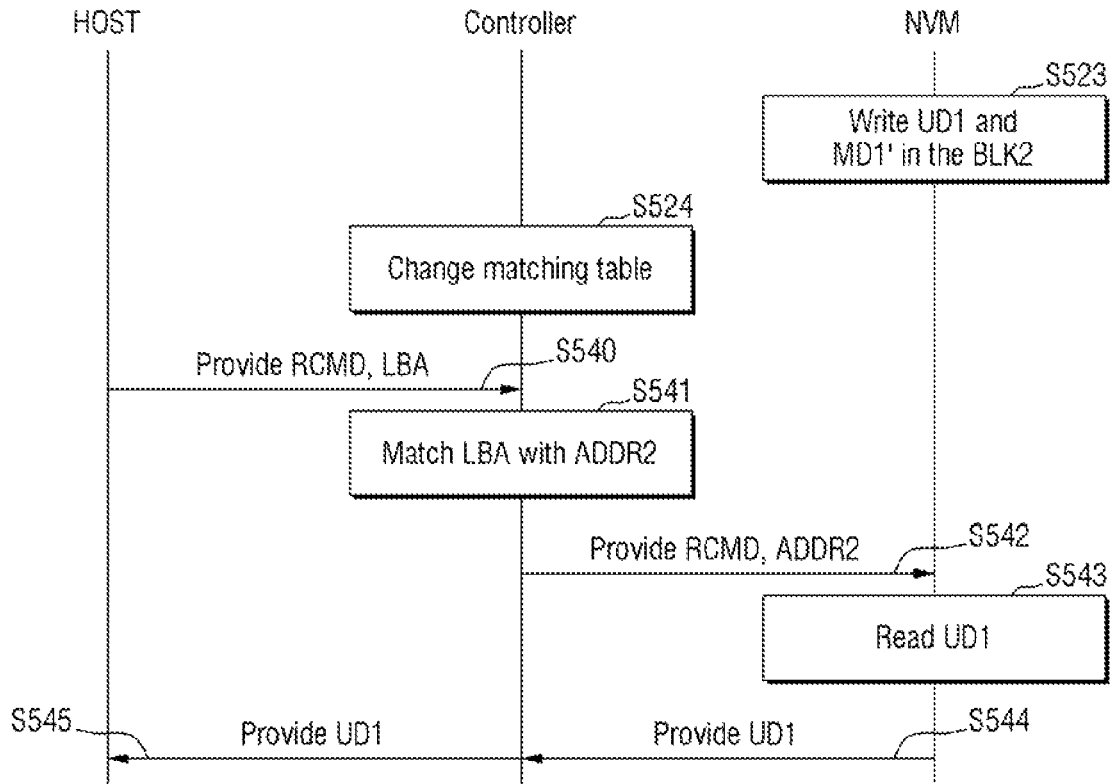 HOST
Controller
NVM
S523
Write UD1 and
MD1' in the BLK2
S524
Change matching table
Provide RCMD, LBA
S540
S541
Match LBA with ADDR2
Provide RCMD, ADDR2
S542
S543
Read UD1
S545
Provide UD1
Provide UD1
S544